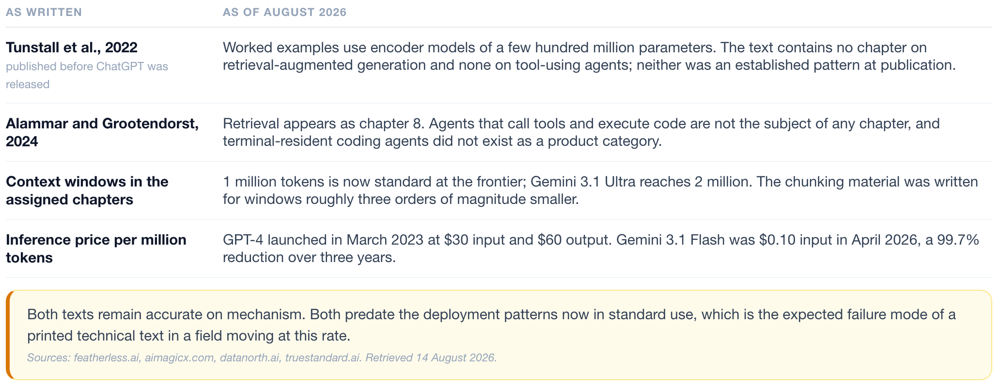 AS WRITTEN
AS OF AUGUST 2026
Tunstall et al., 2022
published before ChatGPT was
released
Worked examples use encoder models of a few hundred million parameters. The text contains no chapter on
retrieval-augmented generation and none on tool-using agents; neither was an established pattern at publication.
Alammar and Grootendorst,
2024
Retrieval appears as chapter 8. Agents that call tools and execute code are not the subject of any chapter, and
terminal-resident coding agents did not exist as a product category.
Context windows in the
assigned chapters
1 million tokens is now standard at the frontier; Gemini 3.1 Ultra reaches 2 million. The chunking material was written
for windows roughly three orders of magnitude smaller.
Inference price per million
tokens
GPT-4 launched in March 2023 at $30 input and $60 output. Gemini 3.1 Flash was $0.10 input in April 2026, a 99.7%
reduction over three years.
Both texts remain accurate on mechanism. Both predate the deployment patterns now in standard use, which is the expected failure mode of a
printed technical text in a field moving at this rate.
Sources: featherless.ai, aimagicx.com, datanorth.ai, truestandard.ai. Retrieved 14 August 2026.